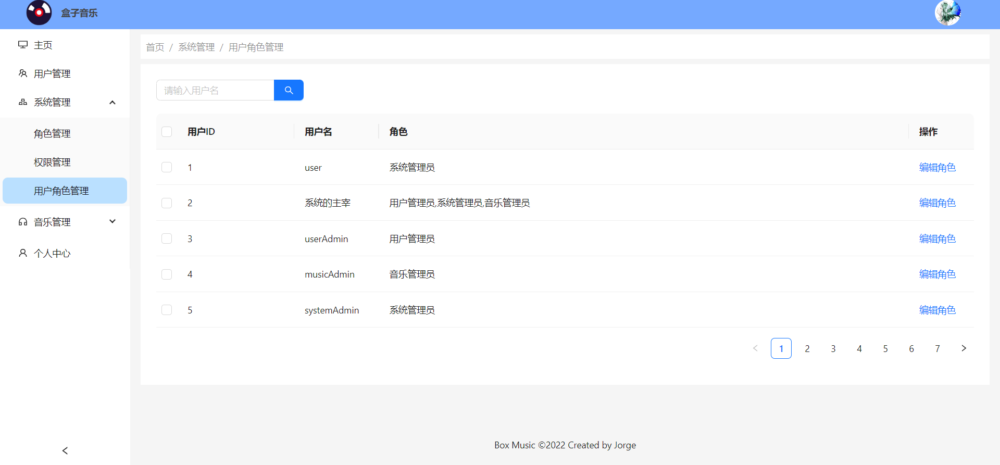 盒子音乐
主页
用户管理
系统管理
角色管理
权限管理
用户角色管理
音乐管理
个人中心
首页 / 系统管理 / 用户角色管理
请输入用户名
用户ID 用户名 角色 操作
1 user 系统管理员 编辑角色
2 系统的主宰 用户管理员,系统管理员,音乐管理员 编辑角色
3 userAdmin 用户管理员 编辑角色
4 musicAdmin 音乐管理员 编辑角色
5 systemAdmin 系统管理员 编辑角色
1 2 3 4 5 6 7
Box Music ©2022 Created by Jorge